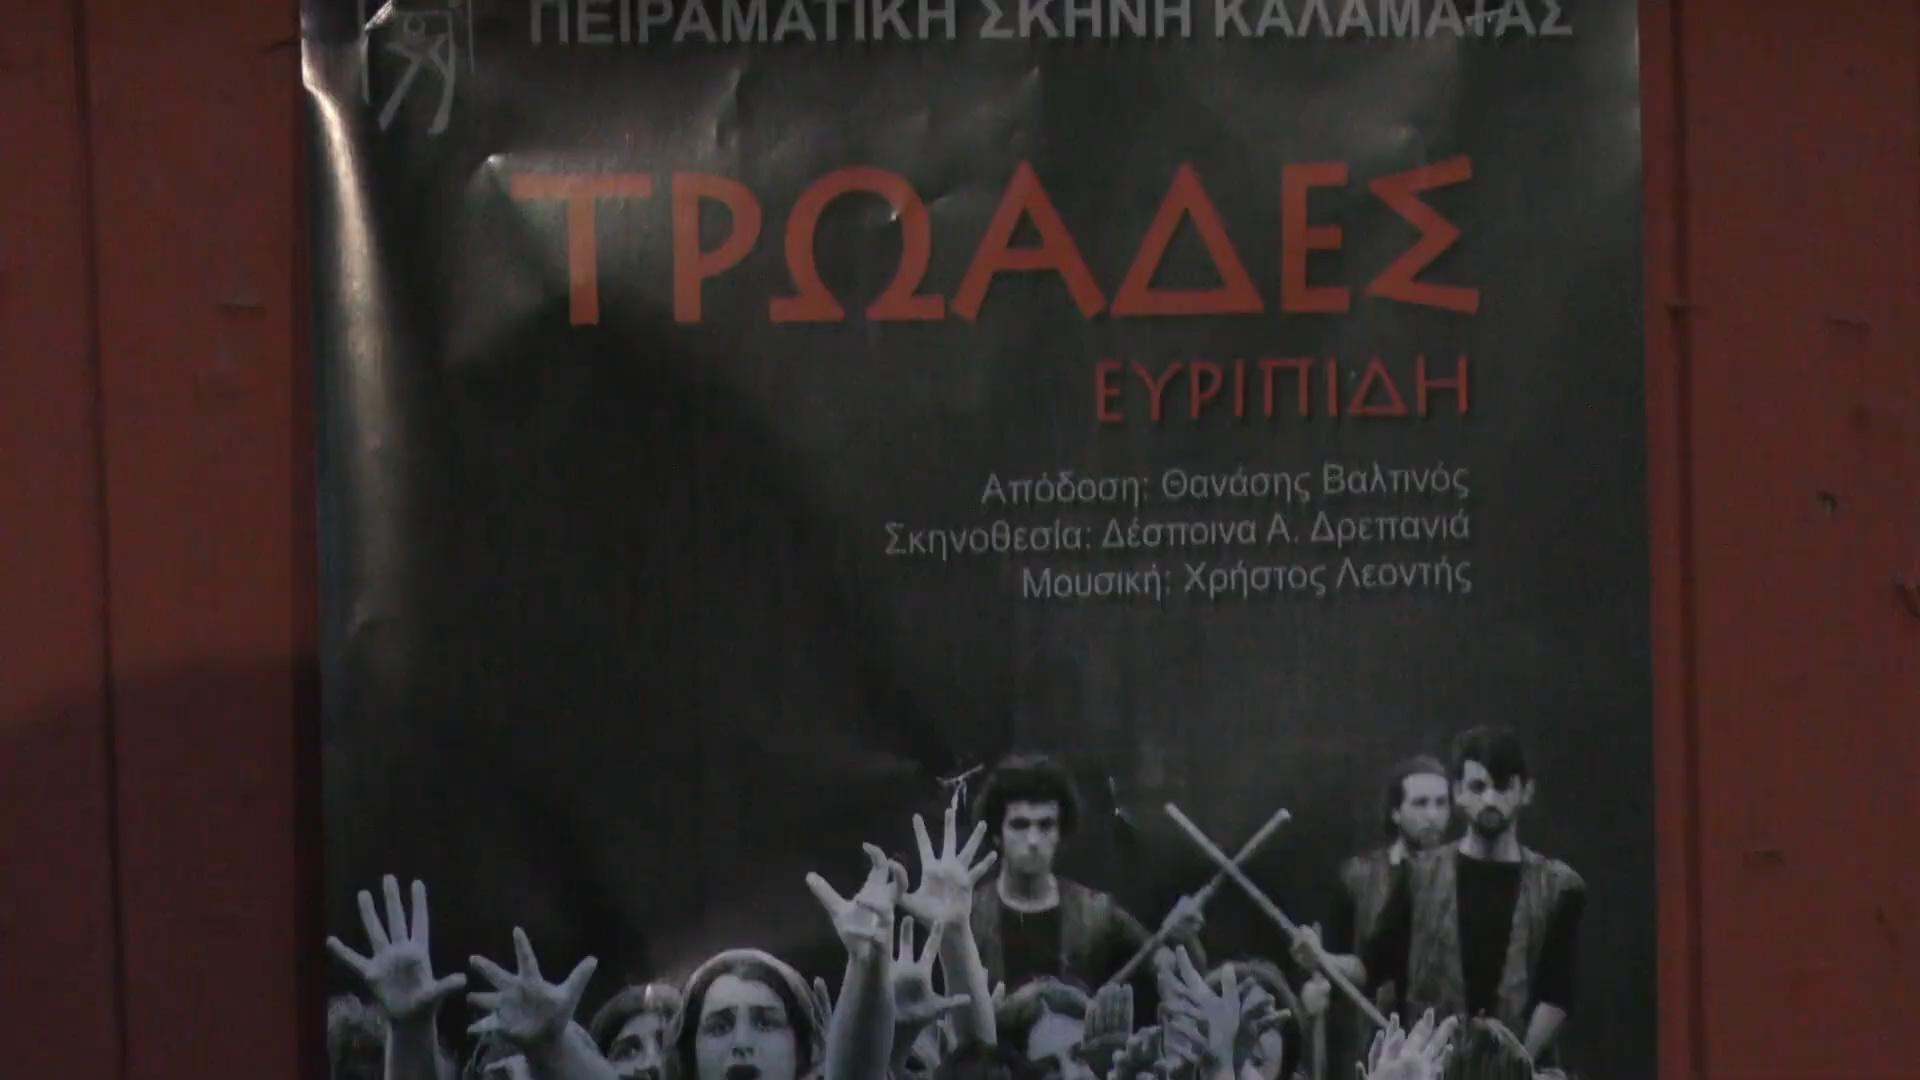 ΠΕΙΡΑΜΑΤΙΚΗ ΣΚΗΝΗ ΚΑΛΑΜΑΤΑΣ
ΤΡΩΑΔΕΣ
ΕΥΡΙΠΙΔΗ
Απόδοση: Θανάσης Βαλτινός
Σκηνοθεσία: Δέσποινα Α. Δρεπανιά
Μουσική: Χρήστος Λεοντής